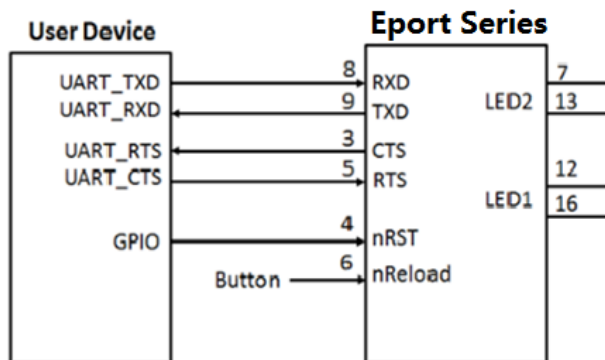 User Device
Eport Series
UART_TXD 8 RXD 7
UART_RXD 9 TXD LED2 13
UART_RTS 3 CTS
UART_CTS 5 RTS 12
LED1 16
GPIO 4 nRST
Button 6 nReload